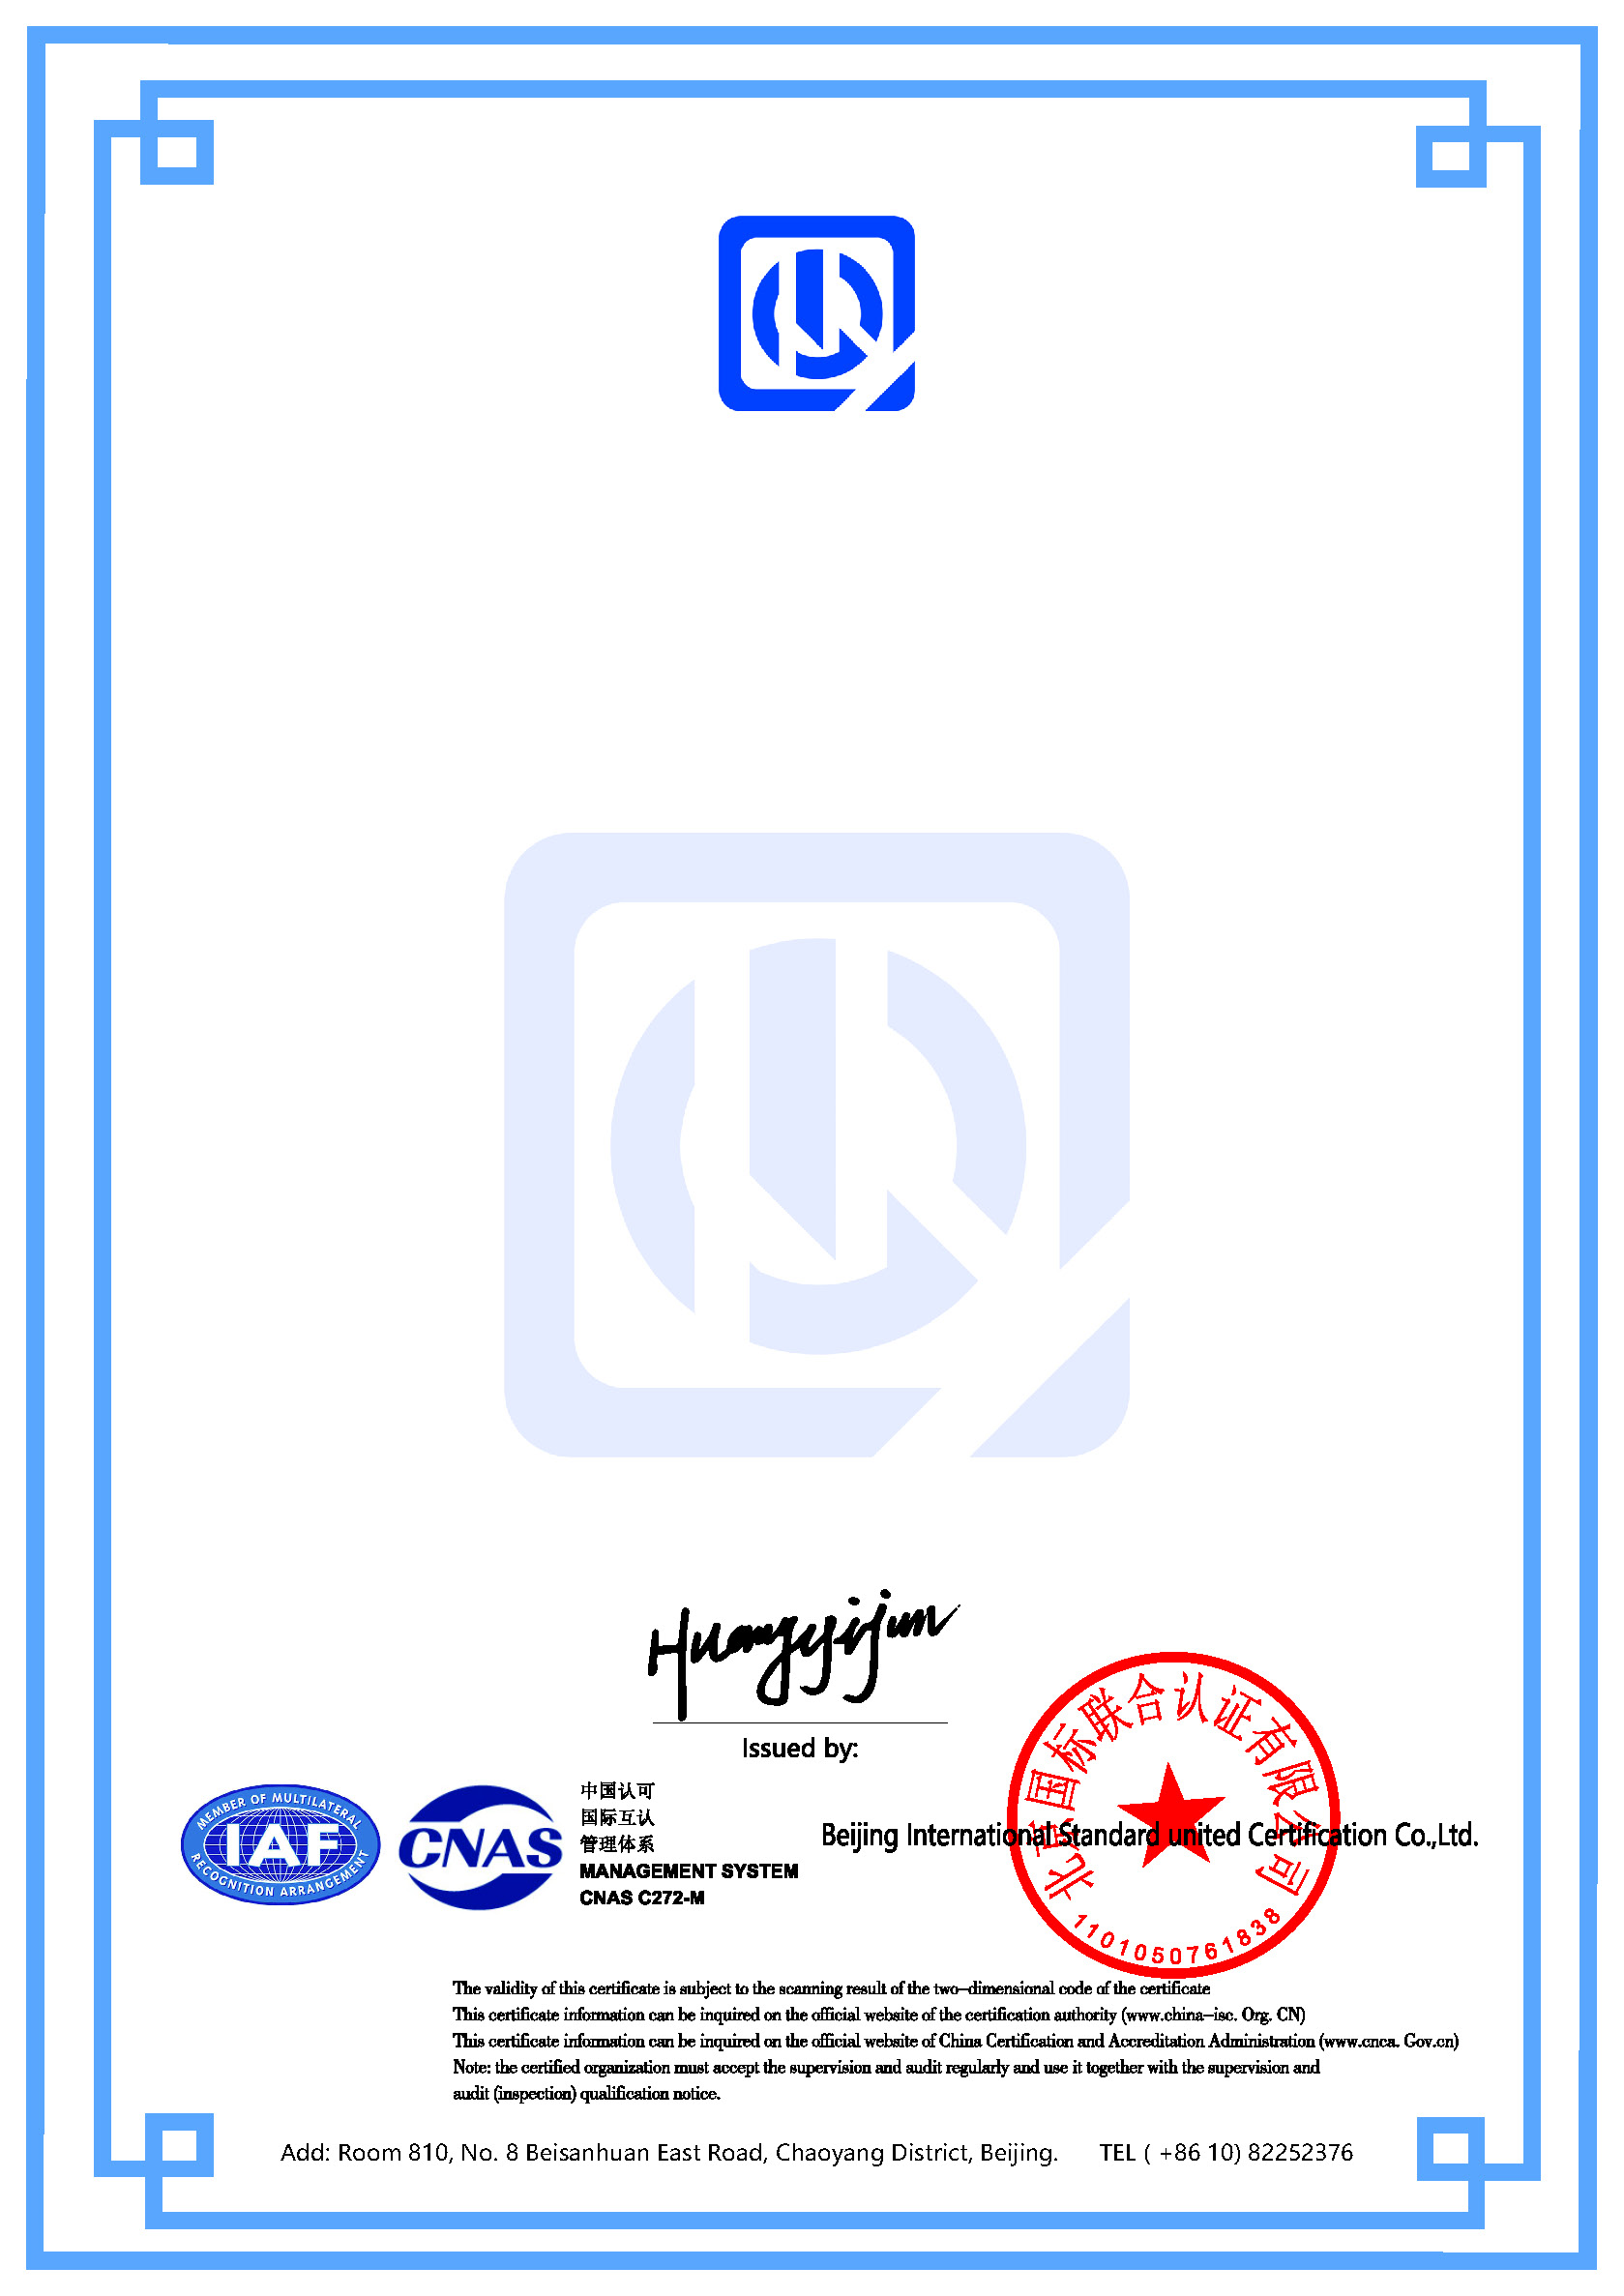 Huangyijun
Issued by:
MEMBER OF MULTILATERAL
IAF
RECOGNITION ARRANGEMENT
CNAS
中国认可
国际互认
管理体系
MANAGEMENT SYSTEM
CNAS C272-M
北京国标联合认证有限公司
Beijing International Standard united Certification Co.,Ltd.
1101050761838
The validity of this certificate is subject to the scanning result of the two-dimensional code of the certificate
This certificate information can be inquired on the official website of the certification authority (www.china-isc. Org. CN)
This certificate information can be inquired on the official website of China Certification and Accreditation Administration (www.cnca. Gov.cn)
Note: the certified organization must accept the supervision and audit regularly and use it together with the supervision and
audit (inspection) qualification notice.
Add: Room 810, No. 8 Beisanhuan East Road, Chaoyang District, Beijing. TEL ( +86 10) 82252376